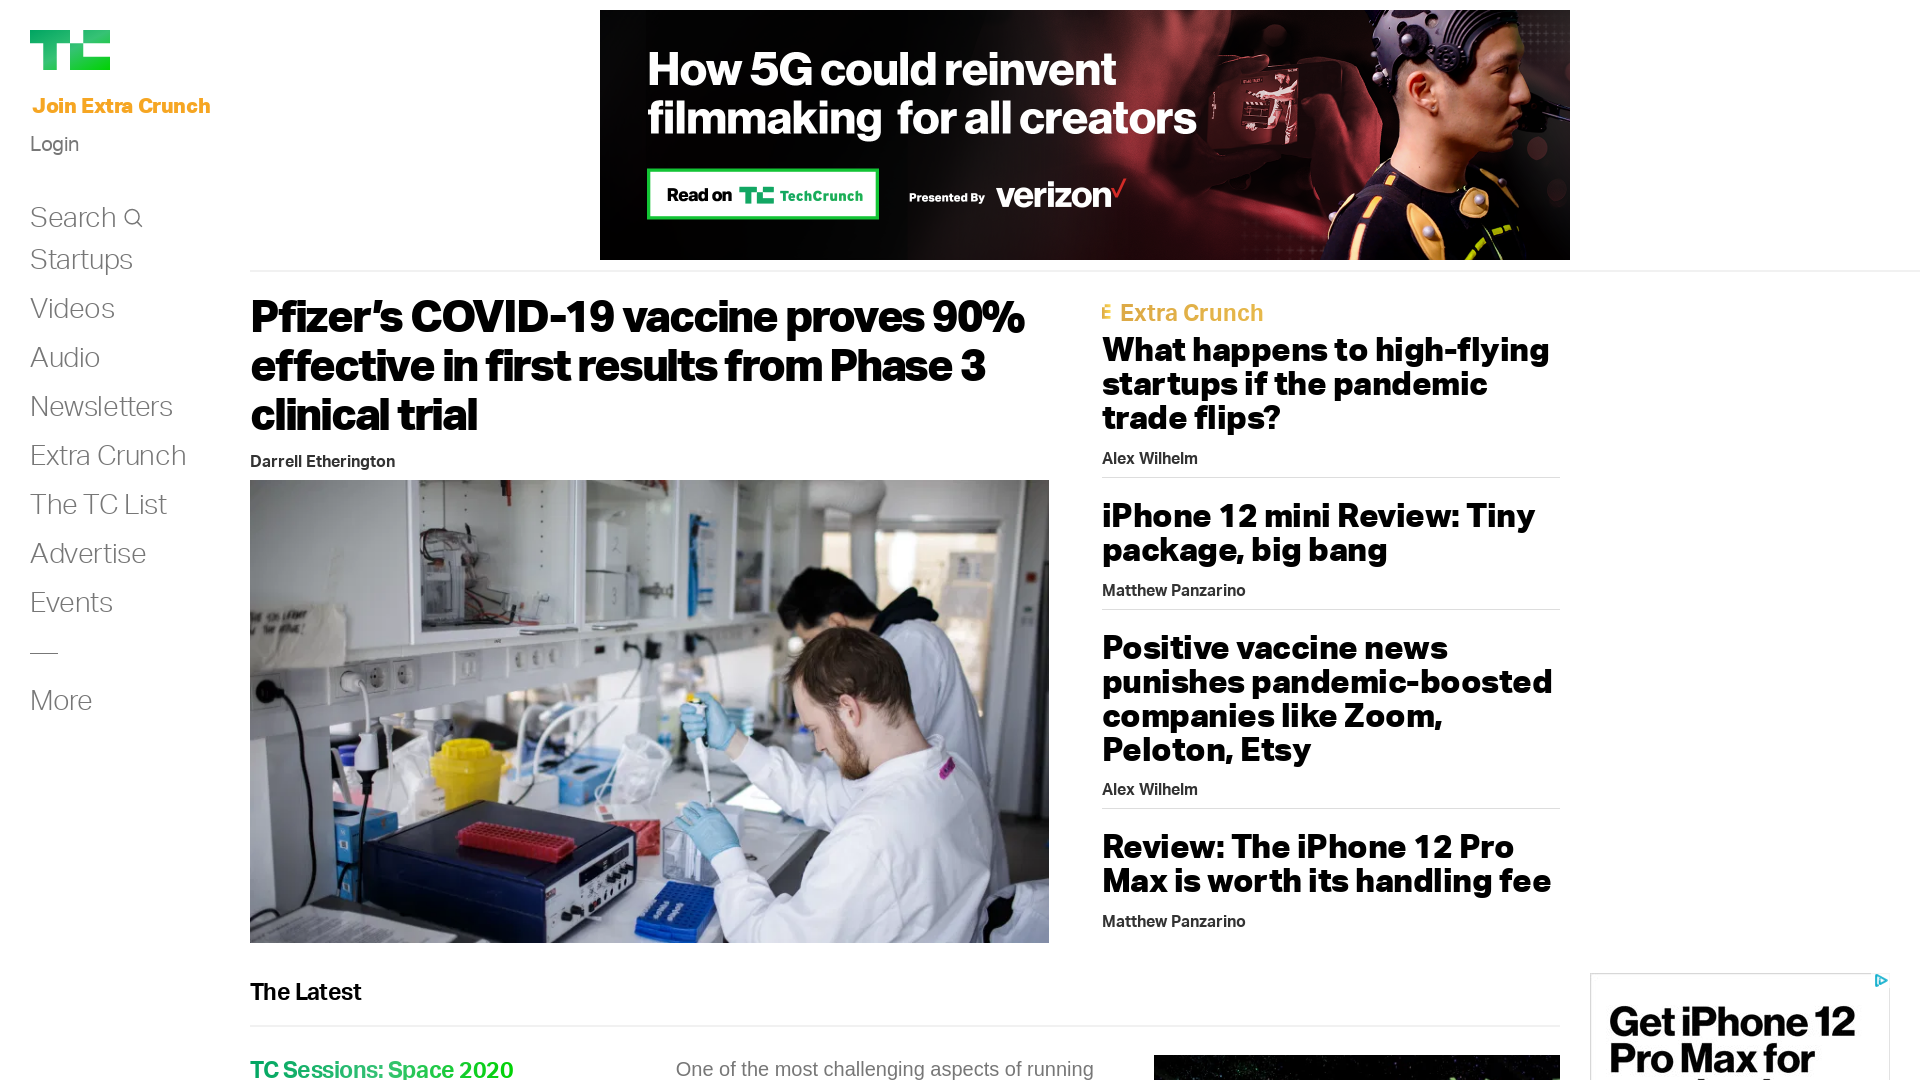 TC
Join Extra Crunch
Login
Search
Startups
Videos
Audio
Newsletters
Extra Crunch
The TC List
Advertise
Events
—
More
How 5G could reinvent
filmmaking for all creators
Read on TC TechCrunch
Presented By verizon✓
Pfizer’s COVID-19 vaccine proves 90%
effective in first results from Phase 3
clinical trial
Darrell Etherington
Extra Crunch
What happens to high-flying
startups if the pandemic
trade flips?
Alex Wilhelm
iPhone 12 mini Review: Tiny
package, big bang
Matthew Panzarino
Positive vaccine news
punishes pandemic-boosted
companies like Zoom,
Peloton, Etsy
Alex Wilhelm
Review: The iPhone 12 Pro
Max is worth its handling fee
Matthew Panzarino
The Latest
TC Sessions: Space 2020
One of the most challenging aspects of running
Get iPhone 12
Pro Max for